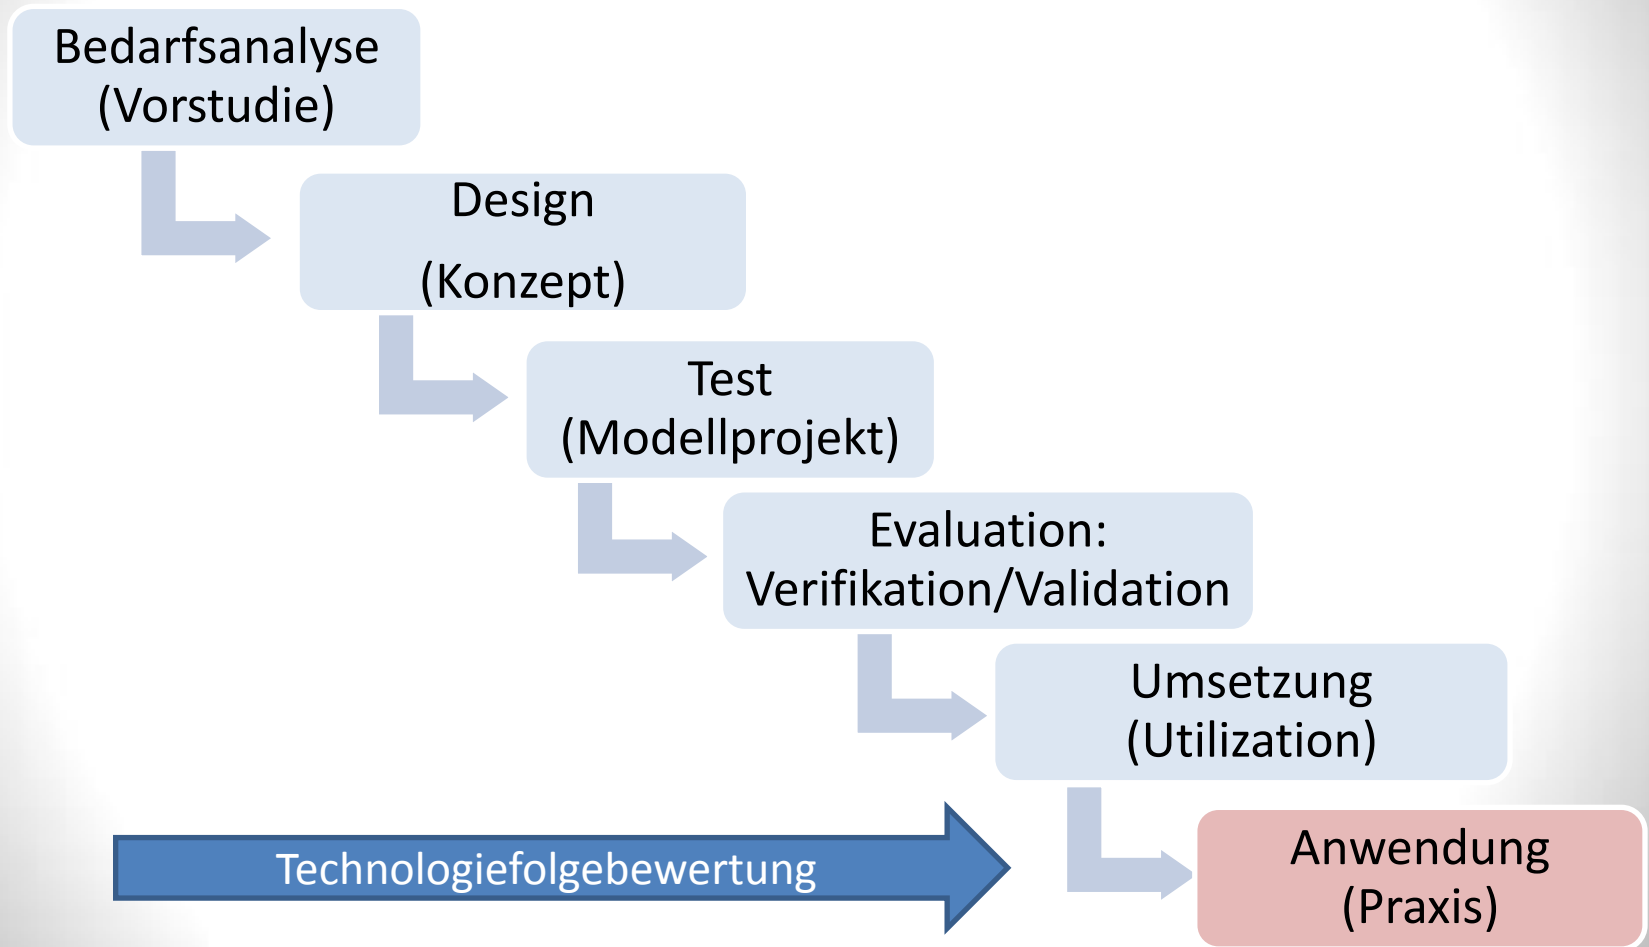 Bedarfsanalyse
(Vorstudie)
Design
(Konzept)
Test
(Modellprojekt)
Evaluation:
Verifikation/Validation
Umsetzung
(Utilization)
Technologiefolgebewertung
Anwendung
(Praxis)